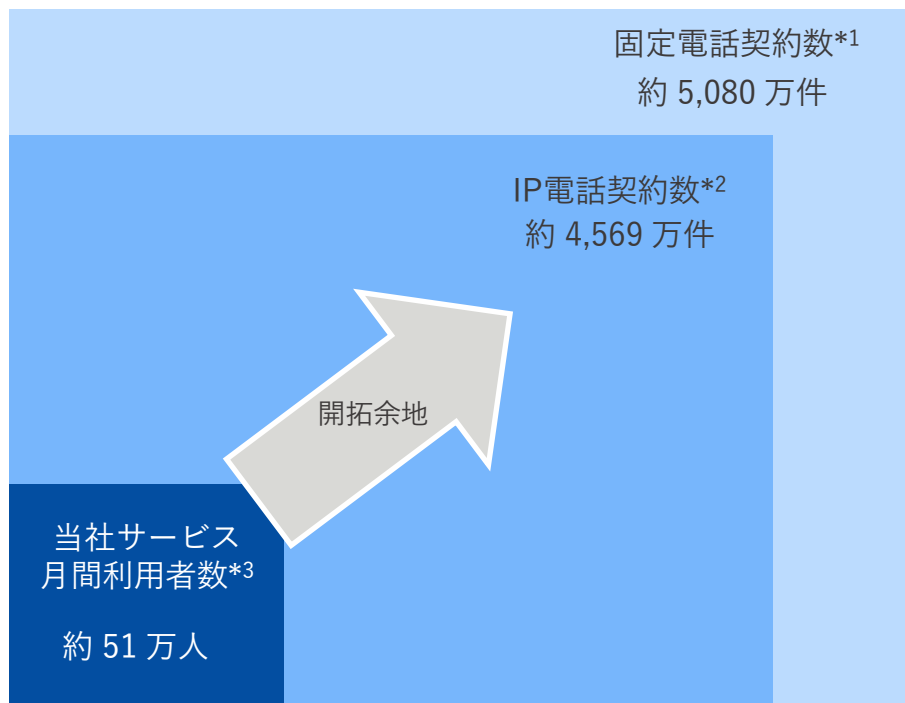 固定電話契約数*1
約 5,080 万件
IP電話契約数*2
約 4,569 万件
開拓余地
当社サービス
月間利用者数*3
約 51 万人